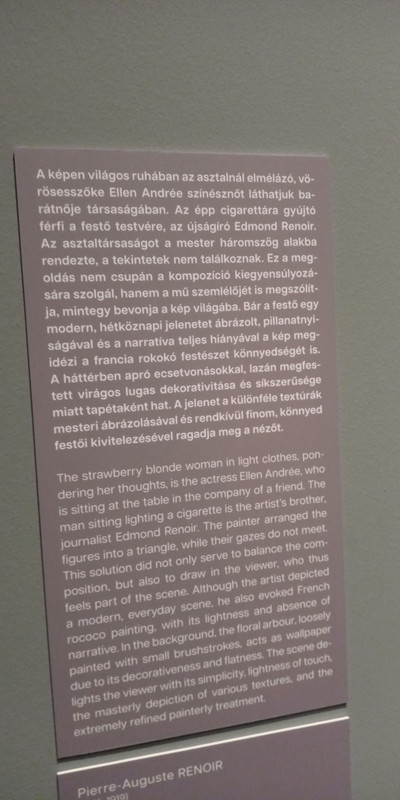 A képen világos ruhában az asztalnál elmélázó, vö-
rösesszőke Ellen Andrée színésznőt láthatjuk ba-
rátnője társaságában. Az épp cigarettára gyújtó
férfi a festő testvére, az újságíró Edmond Renoir.
Az asztaltársaságot a mester háromszög alakba
rendezte, a tekintetek nem találkoznak. Ez a meg-
oldás nem csupán a kompozíció kiegyensúlyozá-
sára szolgál, hanem a mű szemlélőjét is megszólít-
ja, mintegy bevonja a kép világába. Bár a festő egy
modern, hétköznapi jelenetet ábrázolt, pillanatnyi-
ságával és a narratíva teljes hiányával a kép meg-
idézi a francia rokokó festészet könnyedségét is.
A háttérben apró ecsetvonásokkal, lazán megfes-
tett virágos lugas dekorativitása és síkszerűsége
miatt tapétaként hat. A jelenet a különféle textúrák
mesteri ábrázolásával és rendkívül finom, könnyed
festői kivitelezésével ragadja meg a nézőt.
The strawberry blonde woman in light clothes, pon-
dering her thoughts, is the actress Ellen Andrée, who
is sitting at the table in the company of a friend. The
man sitting lighting a cigarette is the artist's brother,
journalist Edmond Renoir. The painter arranged the
figures into a triangle, while their gazes do not meet.
This solution did not only serve to balance the com-
position, but also to draw in the viewer, who thus
feels part of the scene. Although the artist depicted
a modern, everyday scene, he also evoked French
rococo painting, with its lightness and absence of
narrative. In the background, the floral arbour, loosely
painted with small brushstrokes, acts as wallpaper
due to its decorativeness and flatness. The scene de-
lights the viewer with its simplicity, lightness of touch,
the masterly depiction of various textures, and the
extremely refined painterly treatment.
Pierre-Auguste RENOIR
1919)